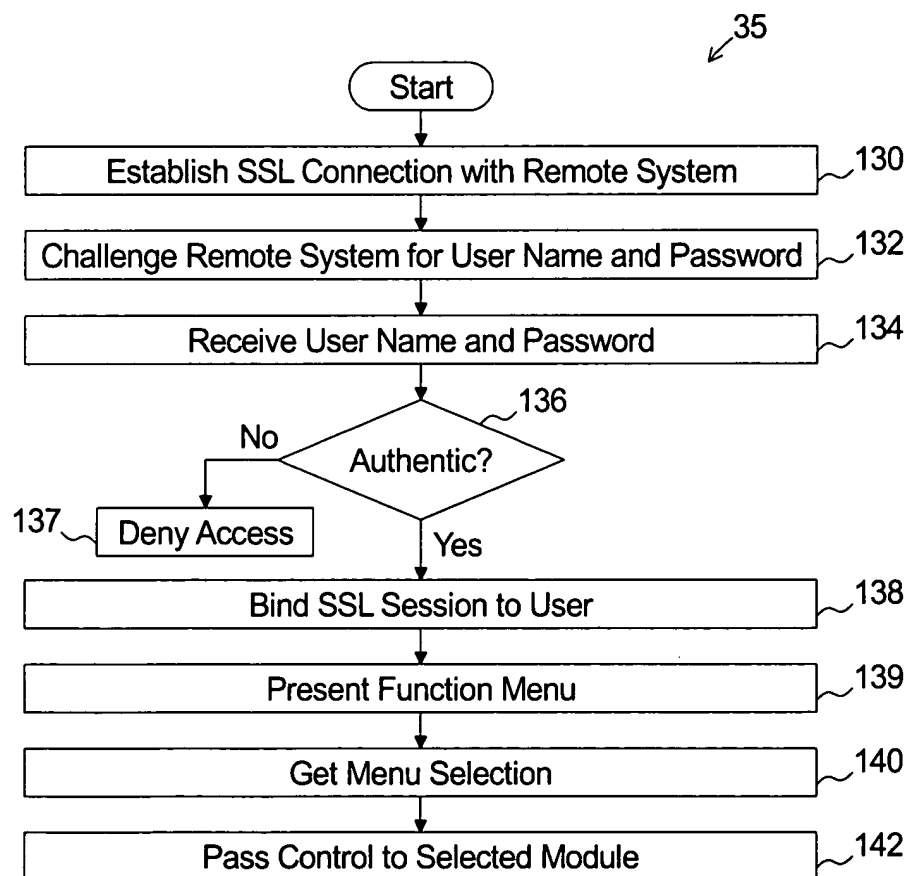 35
Start
Establish SSL Connection with Remote System
130
Challenge Remote System for User Name and Password
132
Receive User Name and Password
134
136
Authentic?
No
137
Deny Access
Yes
Bind SSL Session to User
138
Present Function Menu
139
Get Menu Selection
140
Pass Control to Selected Module
142